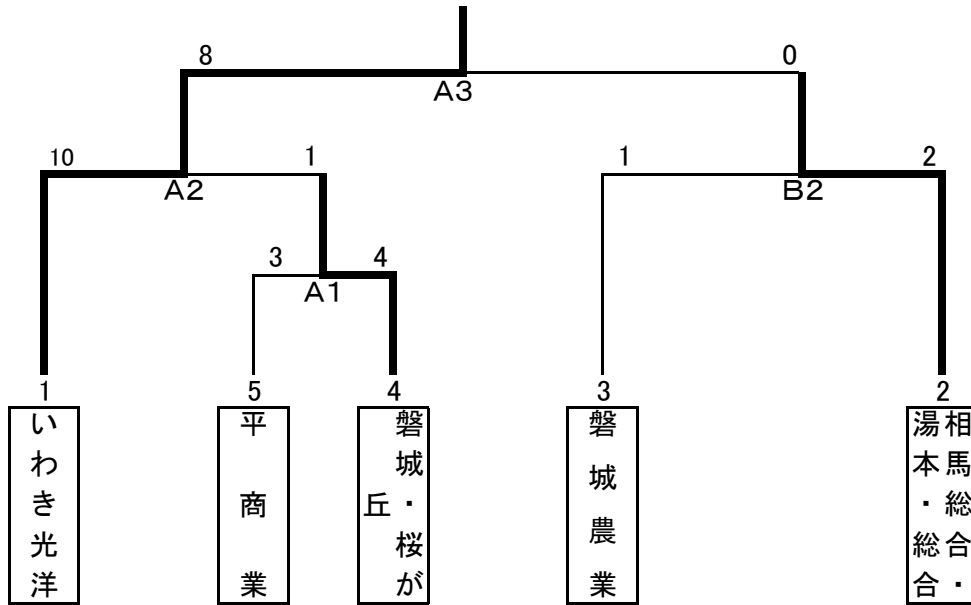 8 0
A3
10 1 1 2
A2 B2
3 4
A1
1 5 4 3 2
いわき光洋
平商業
磐城・桜が
丘
磐城農業
相馬総合・
湯本・総合